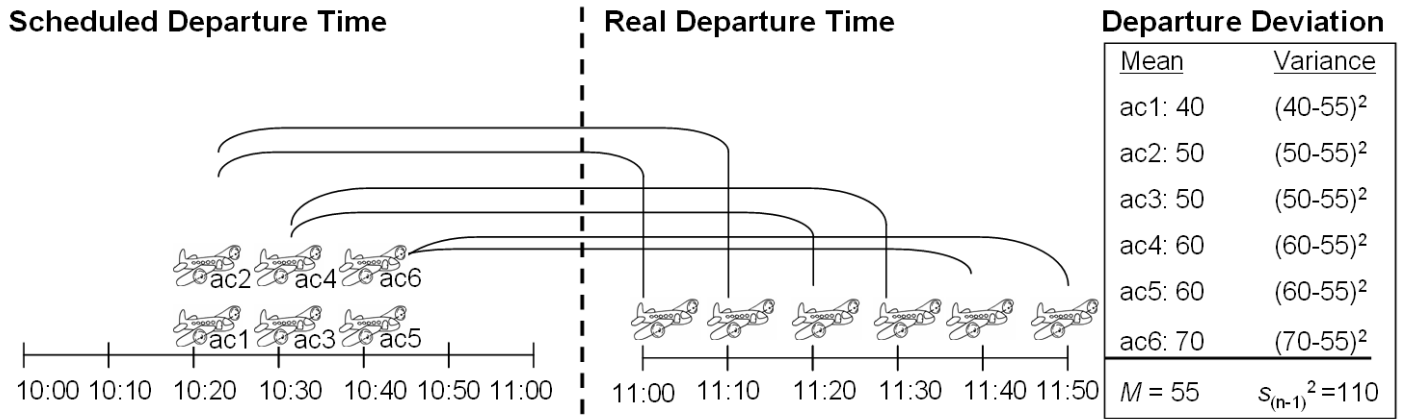 Scheduled Departure Time
ac2 ac4 ac6
ac1 ac3 ac5
10:00 10:10 10:20 10:30 10:40 10:50 11:00
Real Departure Time
11:00 11:10 11:20 11:30 11:40 11:50
Departure Deviation
Mean Variance
ac1: 40 (40-55)²
ac2: 50 (50-55)²
ac3: 50 (50-55)²
ac4: 60 (60-55)²
ac5: 60 (60-55)²
ac6: 70 (70-55)²
M = 55 s(n-1)² =110